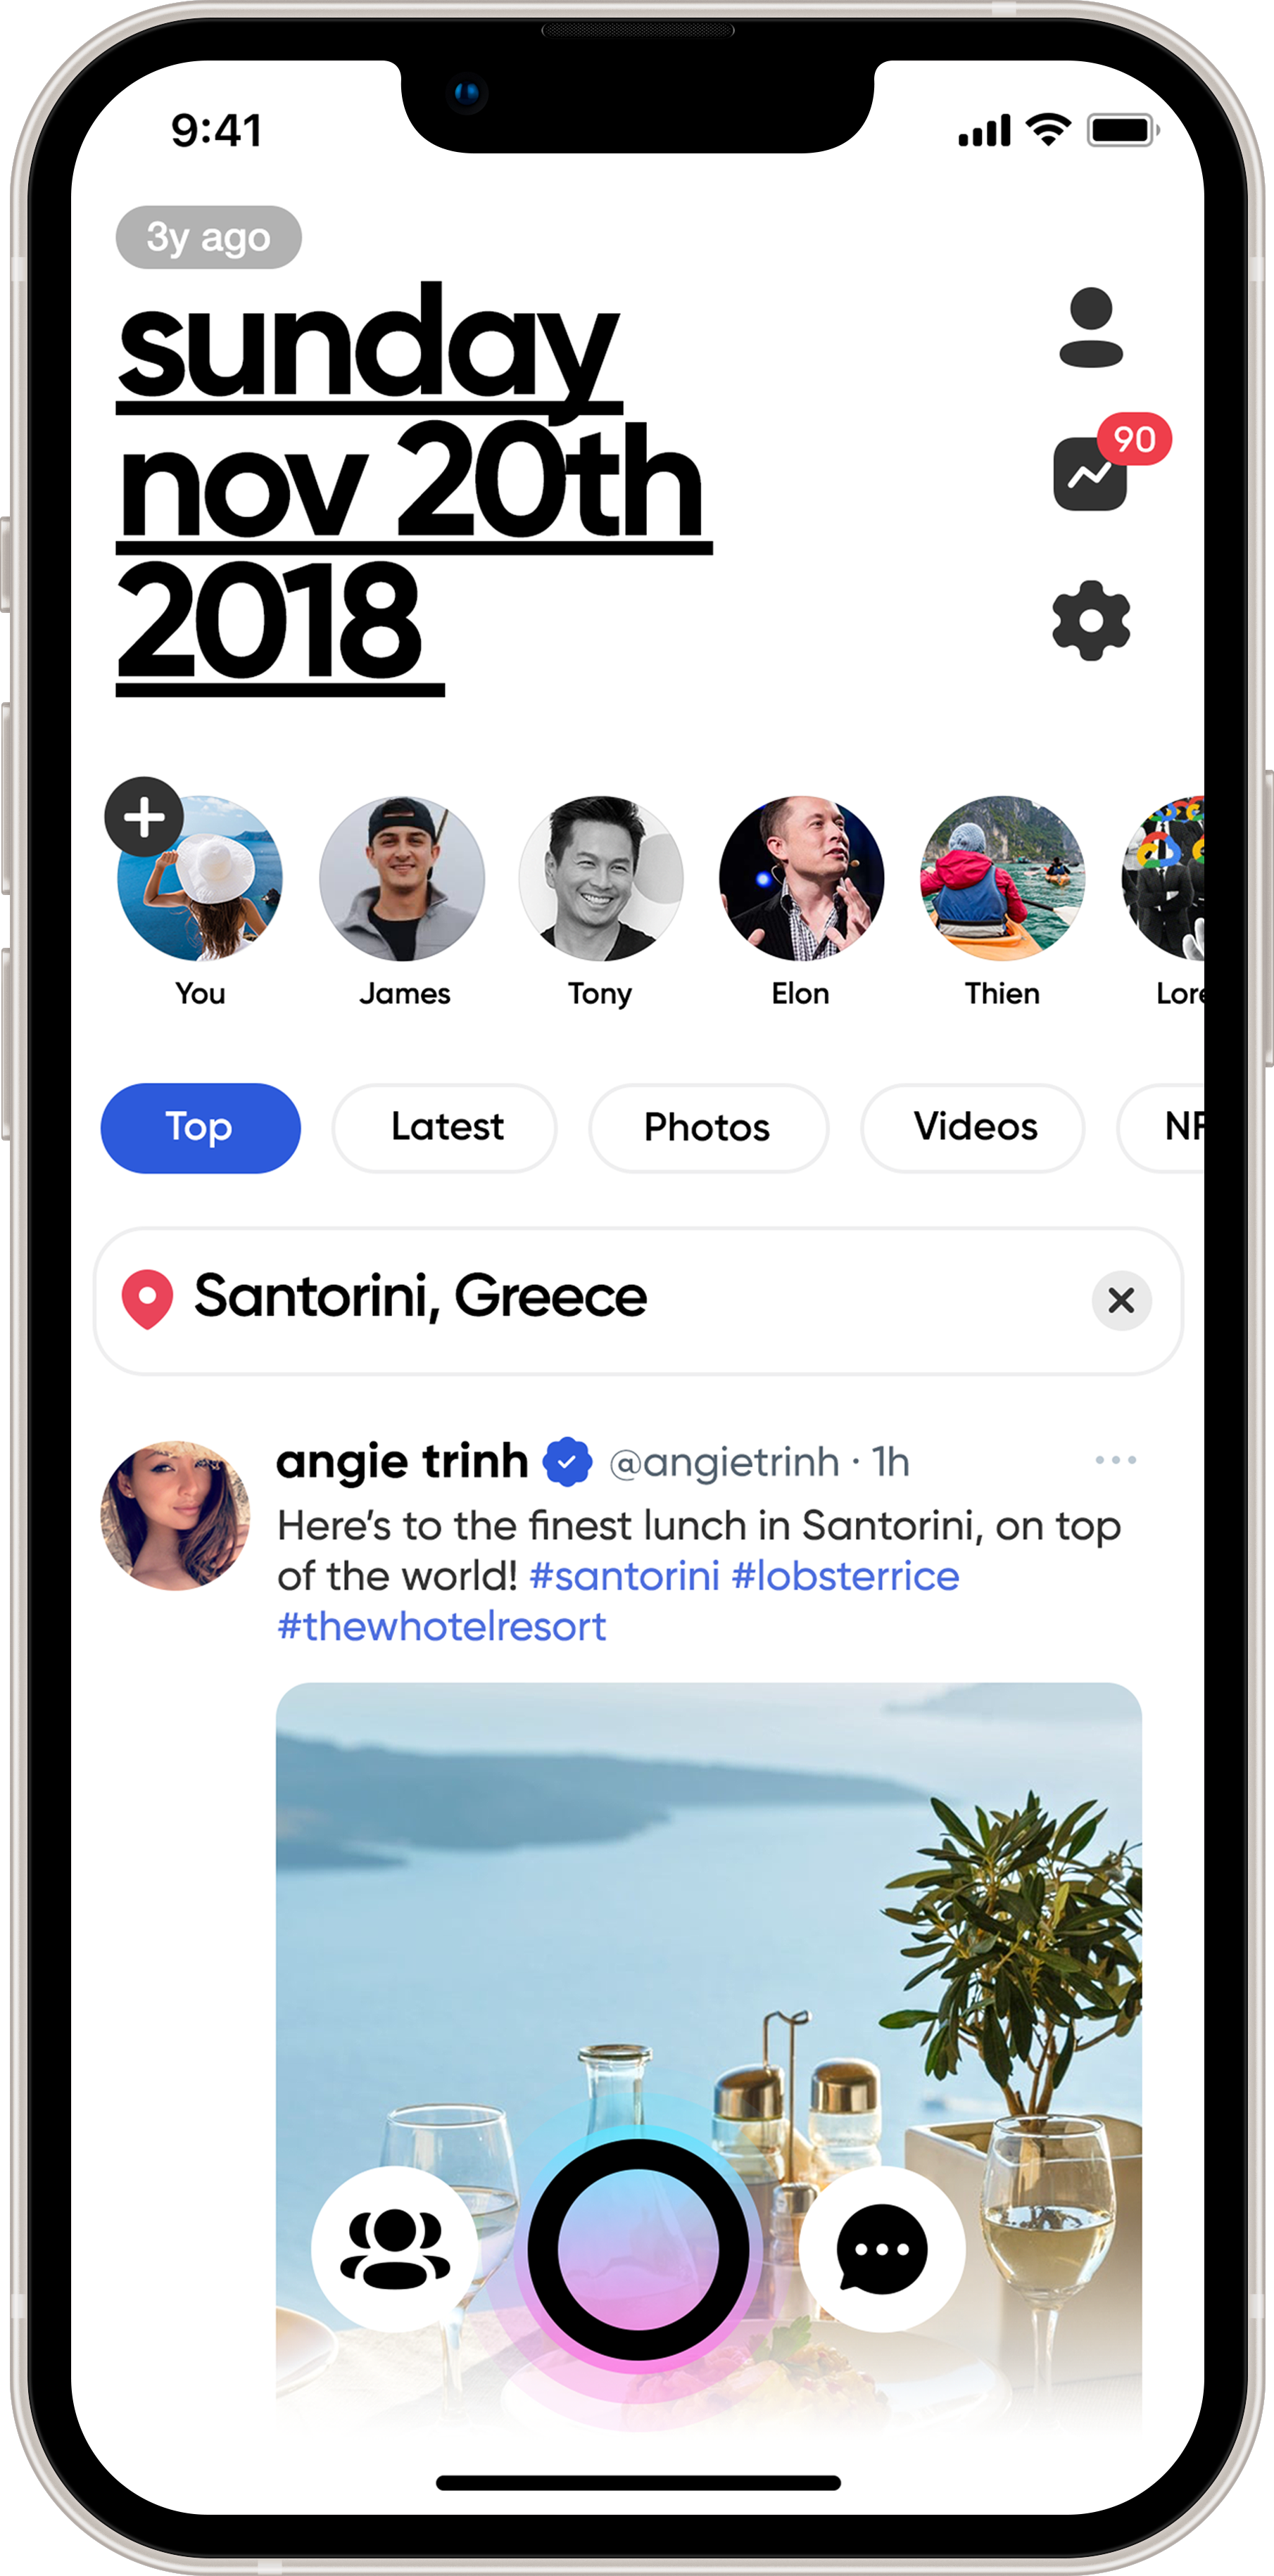 9:41
3y ago
sunday
nov 20th
2018
90
You
James
Tony
Elon
Thien
Lore
Top
Latest
Photos
Videos
NF
Santorini, Greece
angie trinh @angietrinh · 1h
Here’s to the finest lunch in Santorini, on top
of the world! #santorini #lobsterrice
#thewhotelresort